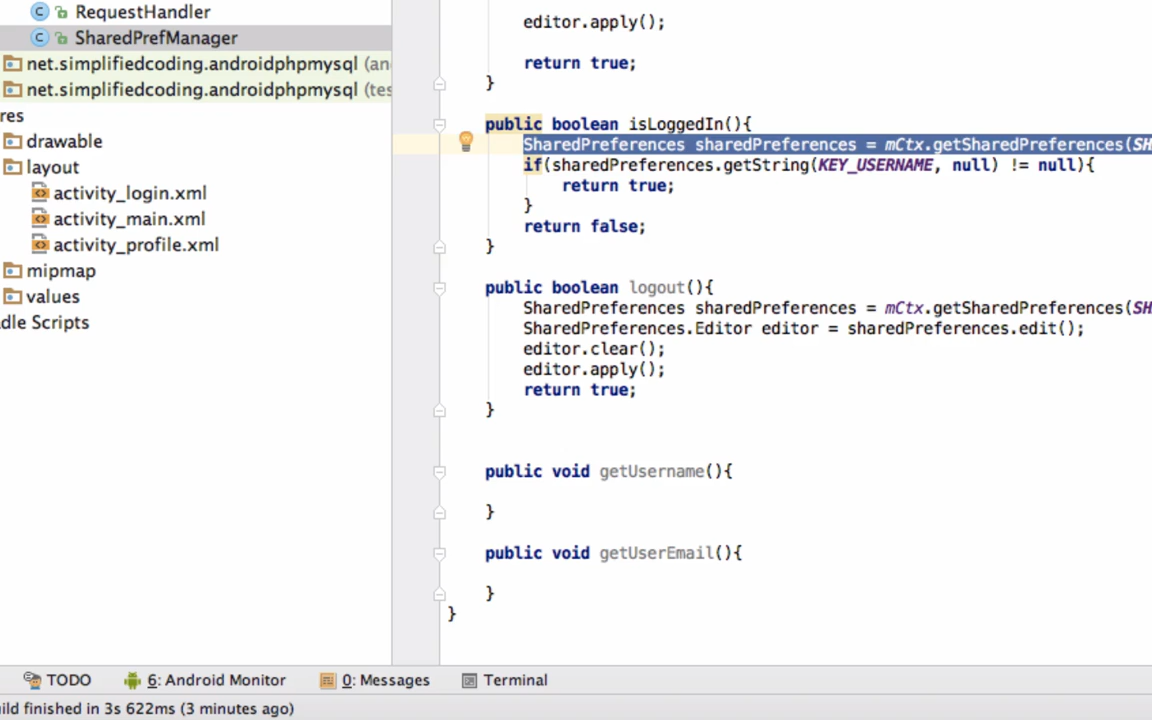 RequestHandler
SharedPrefManager
net.simplifiedcoding.androidphpmysql (an
net.simplifiedcoding.androidphpmysql (tes
res
drawable
layout
activity_login.xml
activity_main.xml
activity_profile.xml
mipmap
values
dle Scripts
editor.apply();
return true;
}
public boolean isLoggedIn(){
SharedPreferences sharedPreferences = mCtx.getSharedPreferences(SH
if(sharedPreferences.getString(KEY_USERNAME, null) != null){
return true;
}
return false;
}
public boolean logout(){
SharedPreferences sharedPreferences = mCtx.getSharedPreferences(SH
SharedPreferences.Editor editor = sharedPreferences.edit();
editor.clear();
editor.apply();
return true;
}
public void getUsername(){
}
public void getUserEmail(){
}
}
TODO
6: Android Monitor
0: Messages
Terminal
ild finished in 3s 622ms (3 minutes ago)